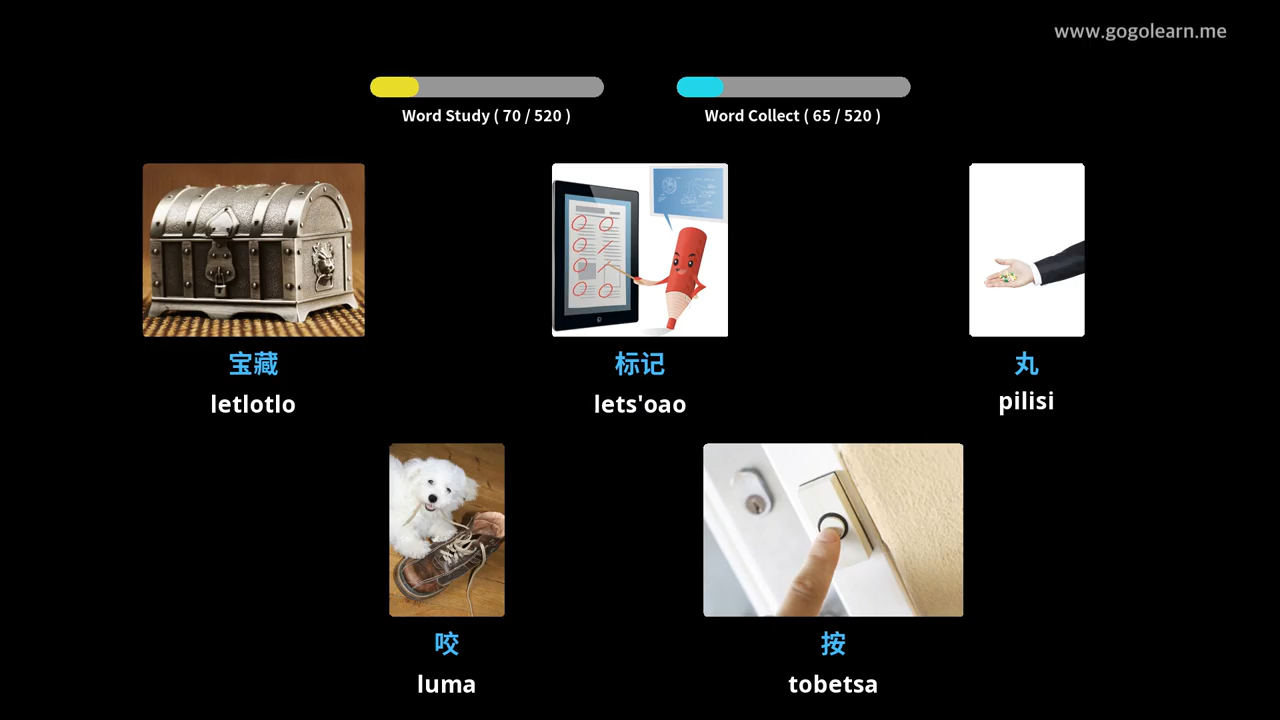 www.gogolearn.me
Word Study ( 70 / 520 )
Word Collect ( 65 / 520 )
宝藏
letlotlo
标记
lets'oao
丸
pilisi
咬
luma
按
tobetsa